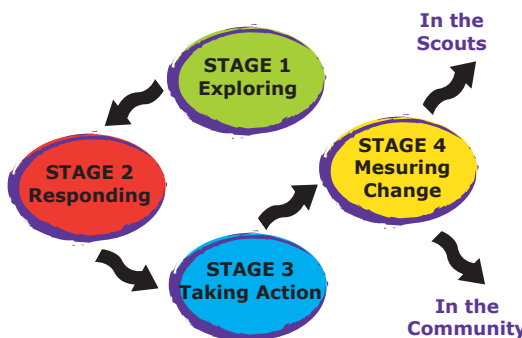 STAGE 1
Exploring
STAGE 2
Responding
STAGE 3
Taking Action
STAGE 4
Mesuring
Change
In the
Scouts
In the
Community